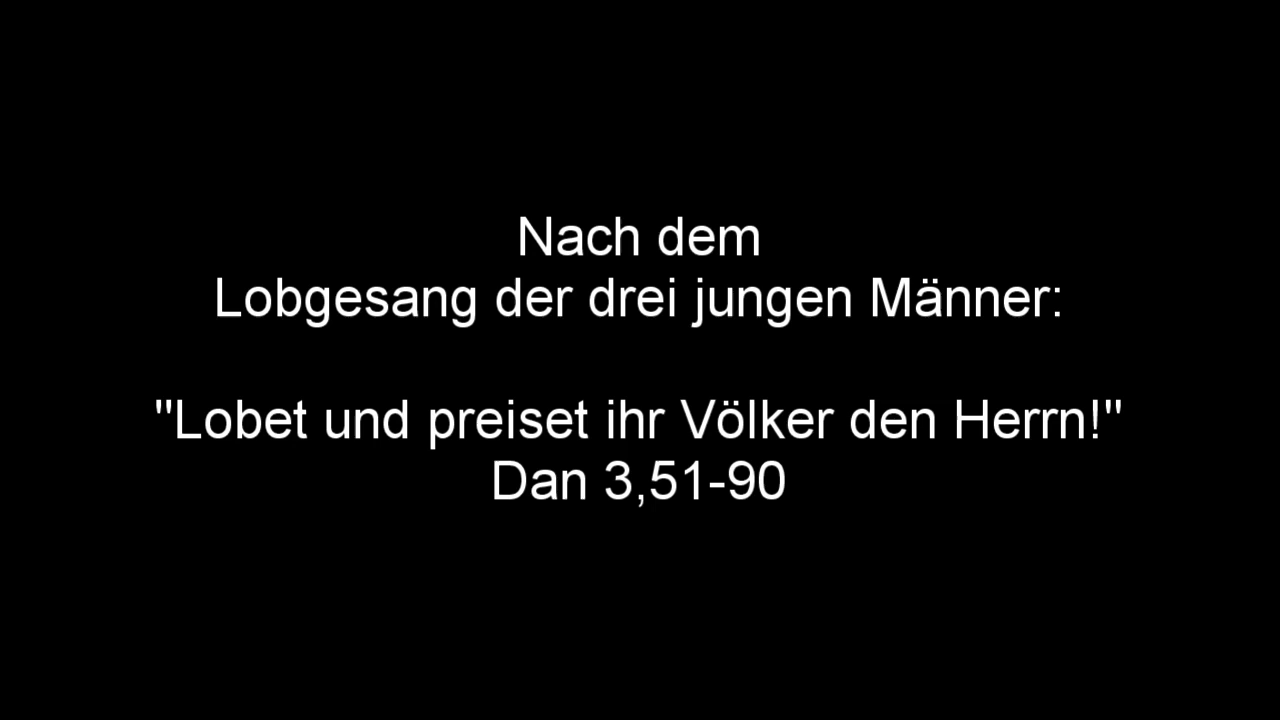 Nach dem
Lobgesang der drei jungen Männer:
"Lobet und preiset ihr Völker den Herrn!"
Dan 3,51-90